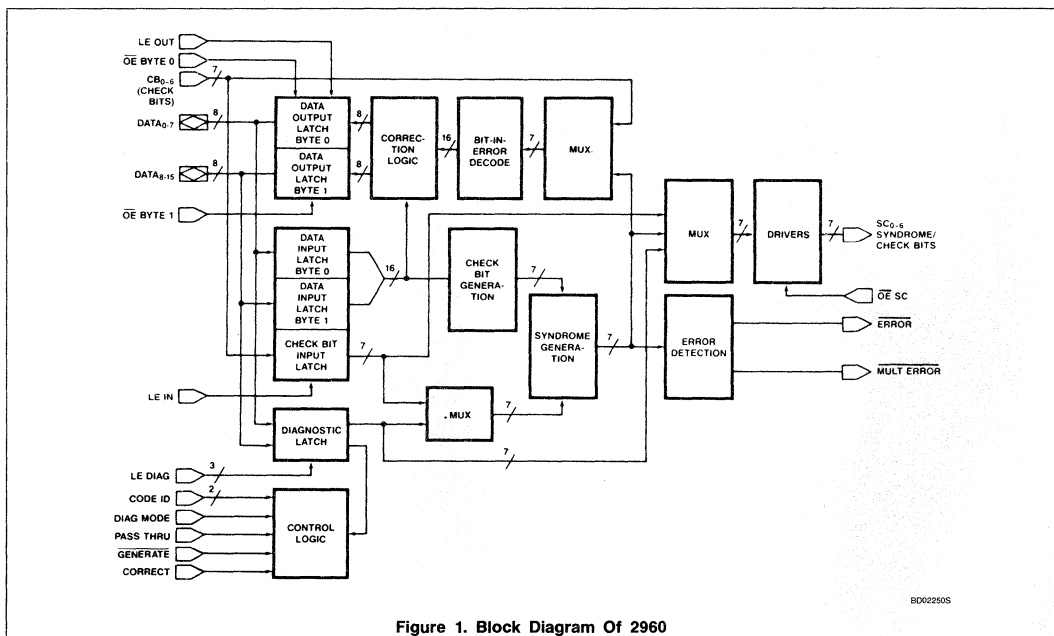 LE OUT
OE BYTE 0
CB0-6
(CHECK
BITS)
7
DATA0-7
8
DATA8-15
8
OE BYTE 1
DATA
OUTPUT
LATCH
BYTE 0
DATA
OUTPUT
LATCH
BYTE 1
8
8
CORREC-
TION
LOGIC
16
BIT-IN-
ERROR
DECODE
7
MUX.
DATA
INPUT
LATCH
BYTE 0
DATA
INPUT
LATCH
BYTE 1
CHECK BIT
INPUT
LATCH
16
7
CHECK
BIT
GENERA-
TION
7
SYNDROME
GENERA-
TION
7
MUX
7
DRIVERS
7
SC0-6
SYNDROME/
CHECK BITS
OE SC
ERROR
DETECTION
ERROR
MULT ERROR
LE IN
DIAGNOSTIC
LATCH
. MUX
7
7
LE DIAG
3
CODE ID
2
DIAG MODE
PASS THRU
GENERATE
CORRECT
CONTROL
LOGIC
BD02250S
Figure 1. Block Diagram Of 2960